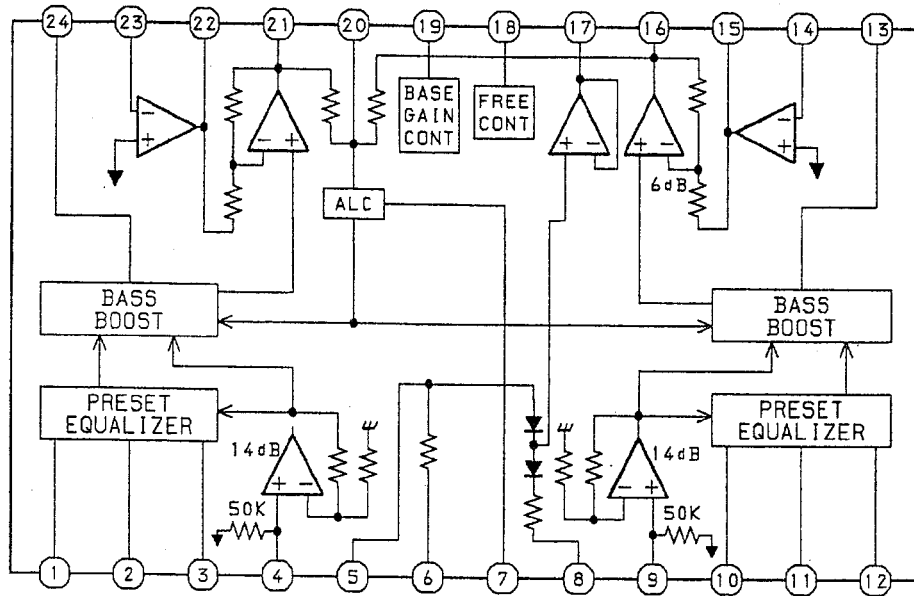 24 23 22 21 20 19 18 17 16 15 14 13
BASE
GAIN
CONT
FREE
CONT
6dB
ALC
BASS
BOOST
BASS
BOOST
PRESET
EQUALIZER
14dB
14dB
PRESET
EQUALIZER
50K
50K
1 2 3 4 5 6 7 8 9 10 11 12